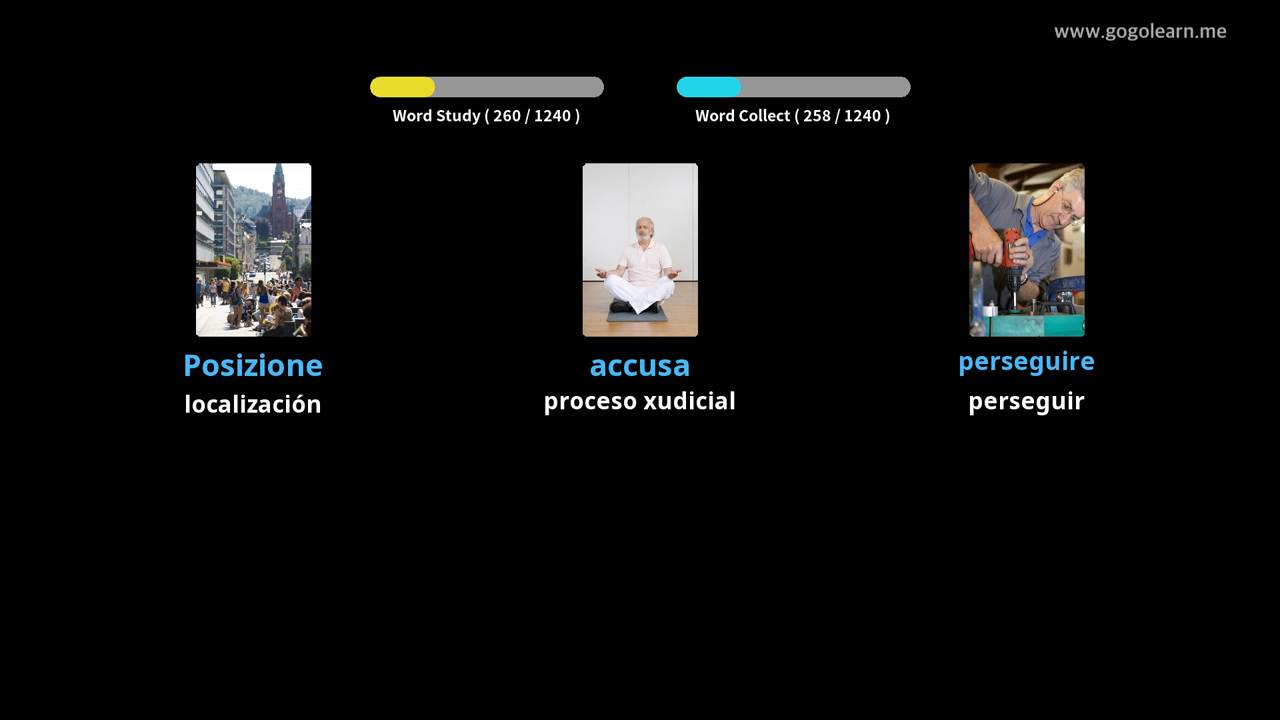 www.gogolearn.me
Word Study ( 260 / 1240 )
Word Collect ( 258 / 1240 )
Posizione
localización
accusa
proceso xudicial
perseguire
perseguir